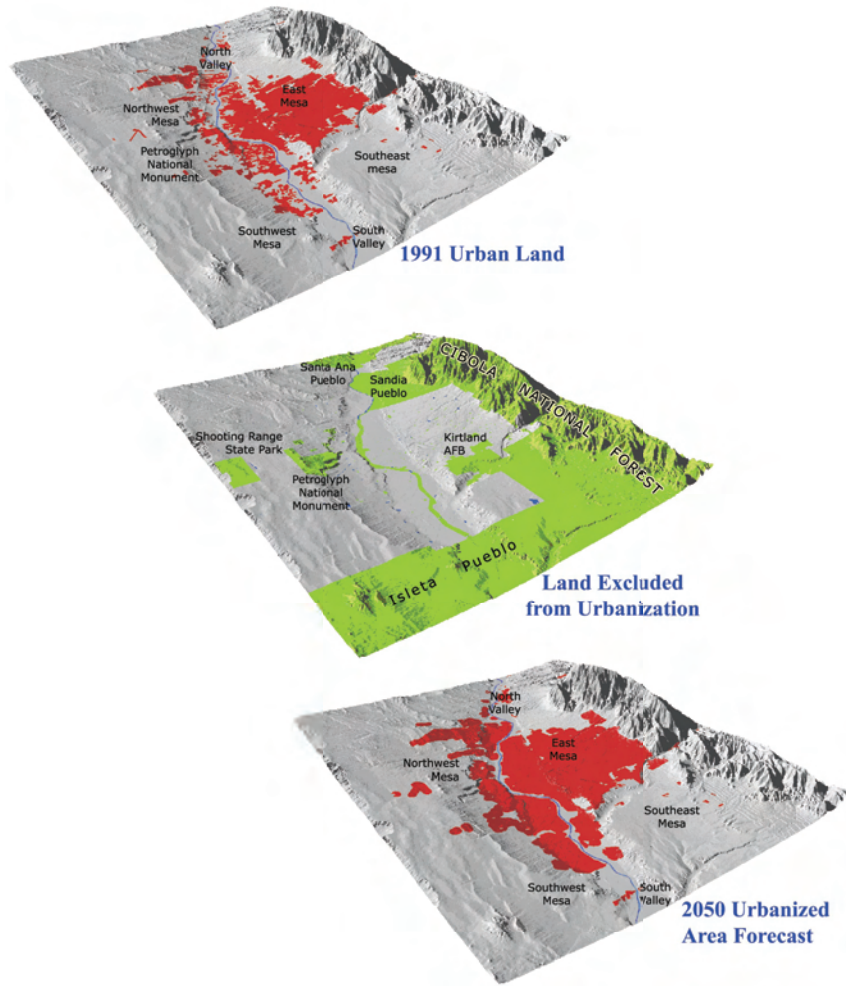 North
Valley
East
Mesa
Northwest
Mesa
Petroglyph
National
Monument
Southeast
mesa
Southwest
Mesa
South
Valley
1991 Urban Land
CIBOLA NATIONAL FOREST
Santa Ana
Pueblo
Sandia
Pueblo
Shooting Range
State Park
Kirtland
AFB
Petroglyph
National
Monument
Isleta Pueblo
Land Excluded
from Urbanization
North
Valley
East
Mesa
Northwest
Mesa
Southeast
Mesa
Southwest
Mesa
South
Valley
2050 Urbanized
Area Forecast